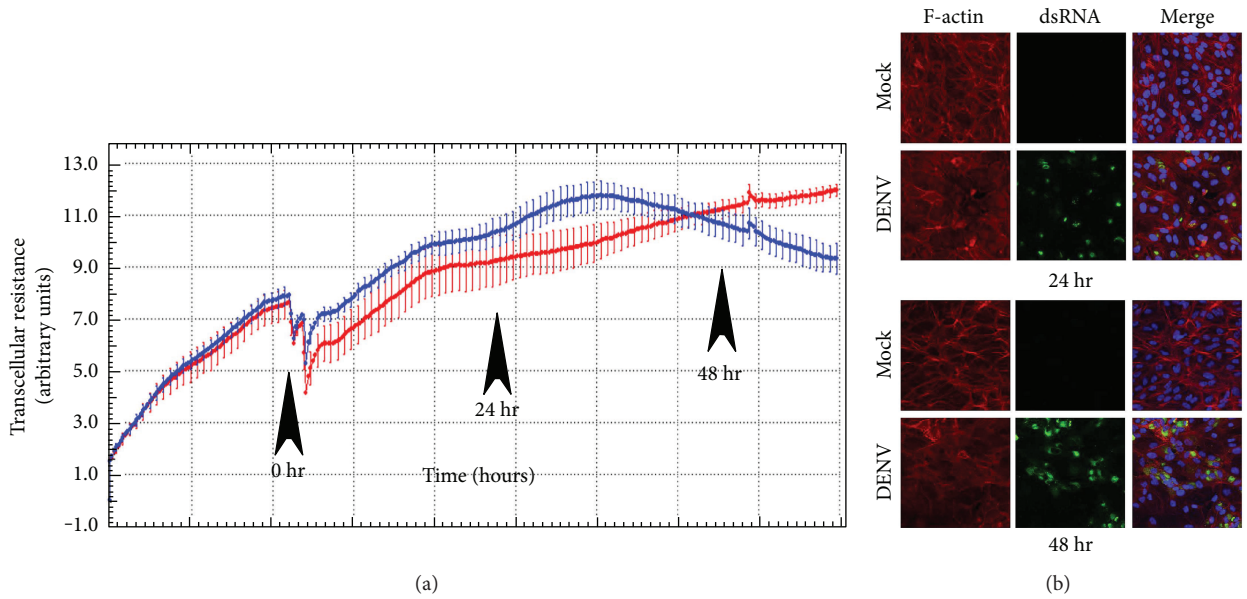 Transcellular resistance
(arbitrary units)
13.0
11.0
9.0
7.0
5.0
3.0
1.0
−1.0
0 hr
24 hr
48 hr
Time (hours)
(a)
F-actin dsRNA Merge
Mock
DENV
24 hr
Mock
DENV
48 hr
(b)